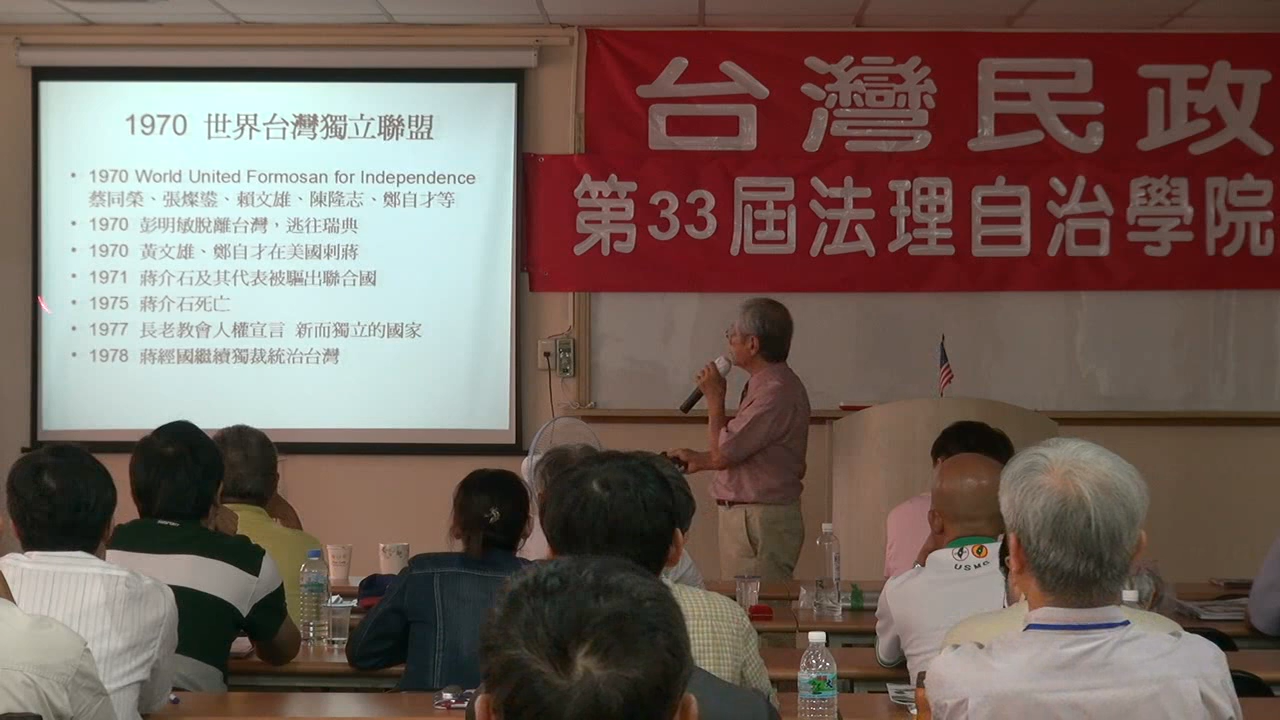 1970 世界台灣獨立聯盟
• 1970 World United Formosan for Independence
蔡同榮、張燦鍙、賴文雄、陳隆志、鄭自才等
• 1970 彭明敏脫離台灣，逃往瑞典
• 1970 黃文雄、鄭自才在美國刺蔣
• 1971 蔣介石及其代表被驅出聯合國
• 1975 蔣介石死亡
• 1977 長老教會人權宣言 新而獨立的國家
• 1978 蔣經國繼續獨裁統治台灣
台灣民政
第33屆法理自治學院
USMG